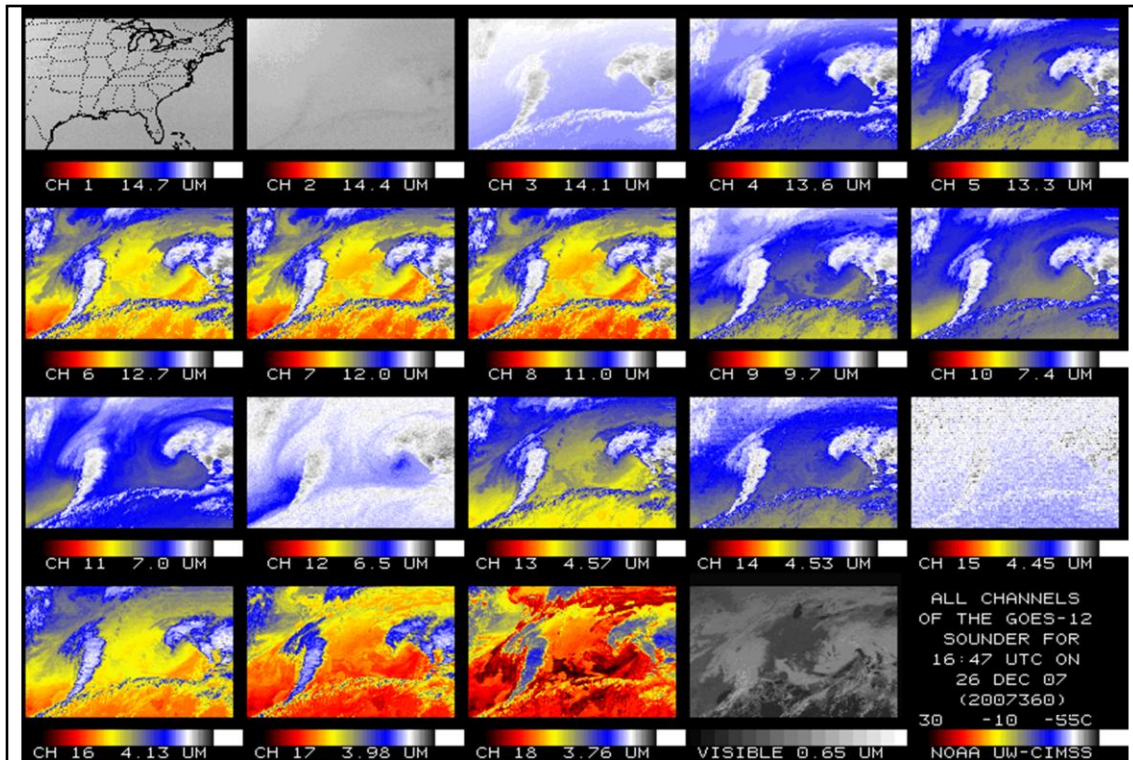 CH 1 14.7 UM
CH 2 14.4 UM
CH 3 14.1 UM
CH 4 13.6 UM
CH 5 13.3 UM
CH 6 12.7 UM
CH 7 12.0 UM
CH 8 11.0 UM
CH 9 9.7 UM
CH 10 7.4 UM
CH 11 7.0 UM
CH 12 6.5 UM
CH 13 4.57 UM
CH 14 4.53 UM
CH 15 4.45 UM
CH 16 4.13 UM
CH 17 3.98 UM
CH 18 3.76 UM
VISIBLE 0.65 UM
ALL CHANNELS
OF THE GOES-12
SOUNDER FOR
16:47 UTC ON
26 DEC 07
(2007360)
30 -10 -55C
NOAA UW-CIMSS